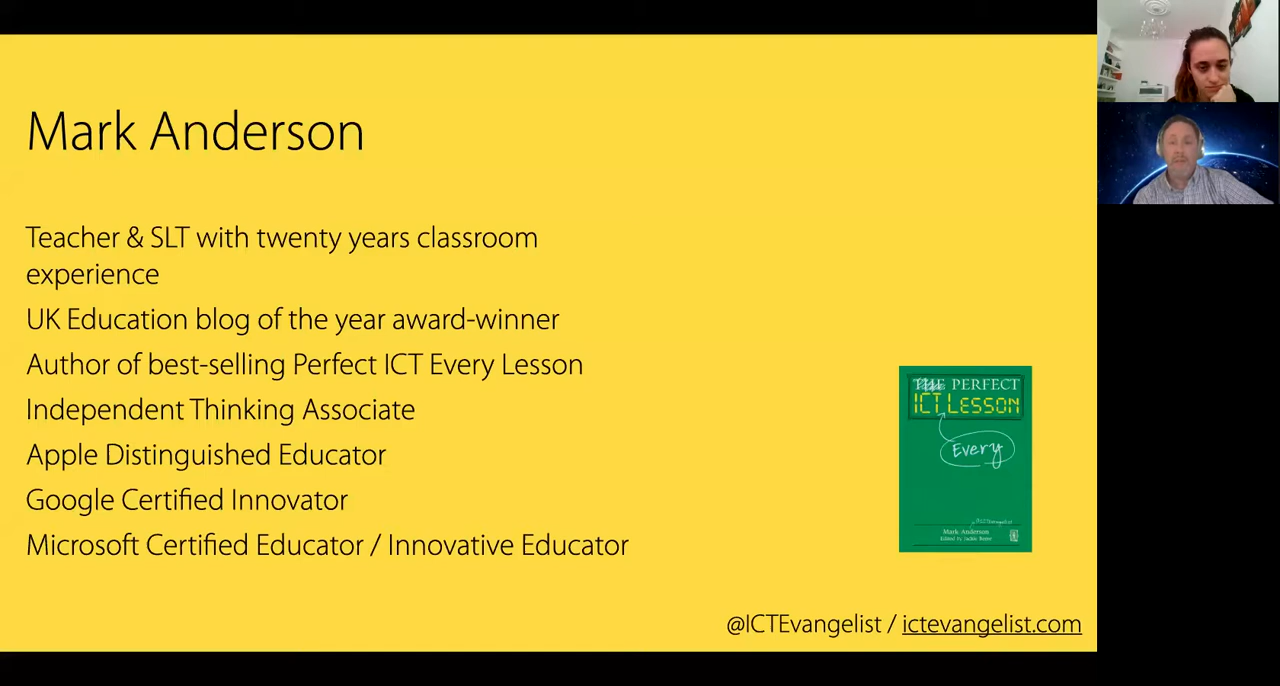 Mark Anderson
Teacher & SLT with twenty years classroom
experience
UK Education blog of the year award-winner
Author of best-selling Perfect ICT Every Lesson
Independent Thinking Associate
Apple Distinguished Educator
Google Certified Innovator
Microsoft Certified Educator / Innovative Educator
THE PERFECT
ICT LESSON
Every
Mark Anderson
@ICTEvangelist / ictevangelist.com